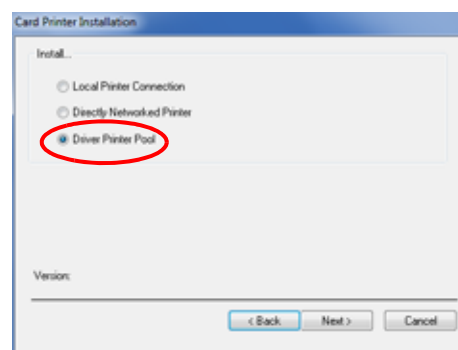 Card Printer Installation
Install...
Local Printer Connection
Directly Networked Printer
Driver Printer Pool
Version:
< Back Next > Cancel